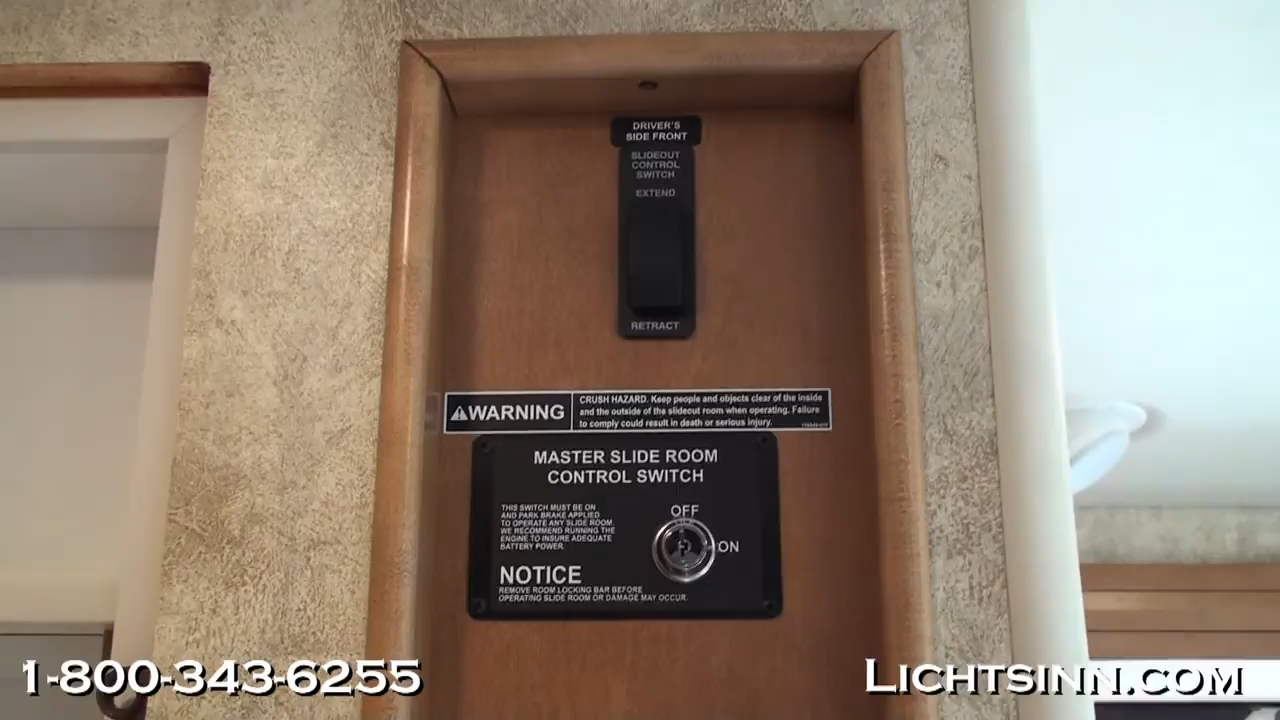 DRIVER'S
SIDE FRONT
SLIDEOUT
CONTROL
SWITCH
EXTEND
RETRACT
WARNING
CRUSH HAZARD. Keep people and objects clear of the inside
and the outside of the slideout room when operating. Failure
to comply could result in death or serious injury.
MASTER SLIDE ROOM
CONTROL SWITCH
THIS SWITCH MUST BE ON
AND PARK BRAKE APPLIED
TO OPERATE ANY SLIDE ROOM.
WE RECOMMEND RUNNING THE
ENGINE TO INSURE ADEQUATE
BATTERY POWER.
OFF
ON
NOTICE
REMOVE ROOM LOCKING BAR BEFORE
OPERATING SLIDE ROOM OR DAMAGE MAY OCCUR.
1-800-343-6255
LICHTSINN.COM